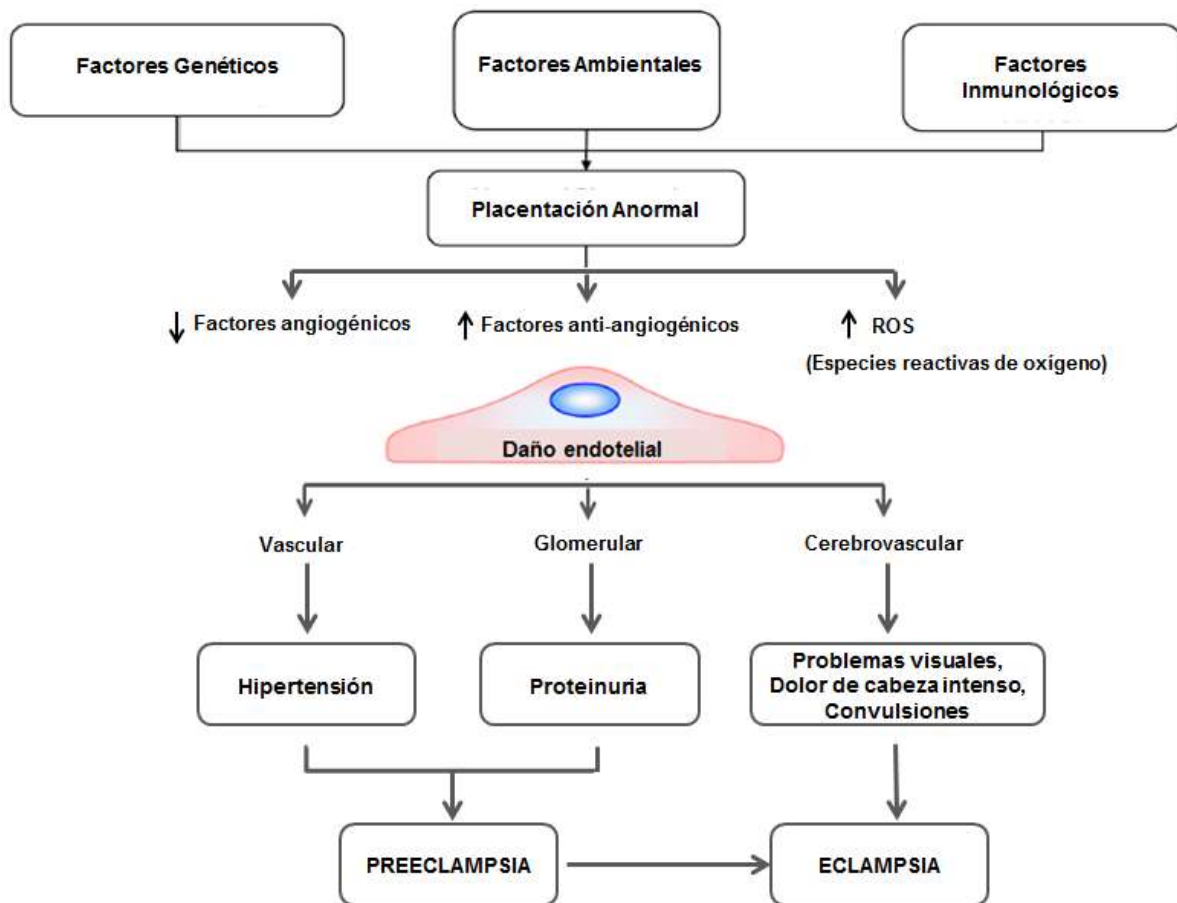 Factores Genéticos
Factores Ambientales
Factores
Inmunológicos
Placentación Anormal
↓ Factores angiogénicos
↑ Factores anti-angiogénicos
↑ ROS
(Especies reactivas de oxígeno)
Daño endotelial
Vascular
Glomerular
Cerebrovascular
Hipertensión
Proteinuria
Problemas visuales,
Dolor de cabeza intenso,
Convulsiones
PREECLAMPSIA
ECLAMPSIA